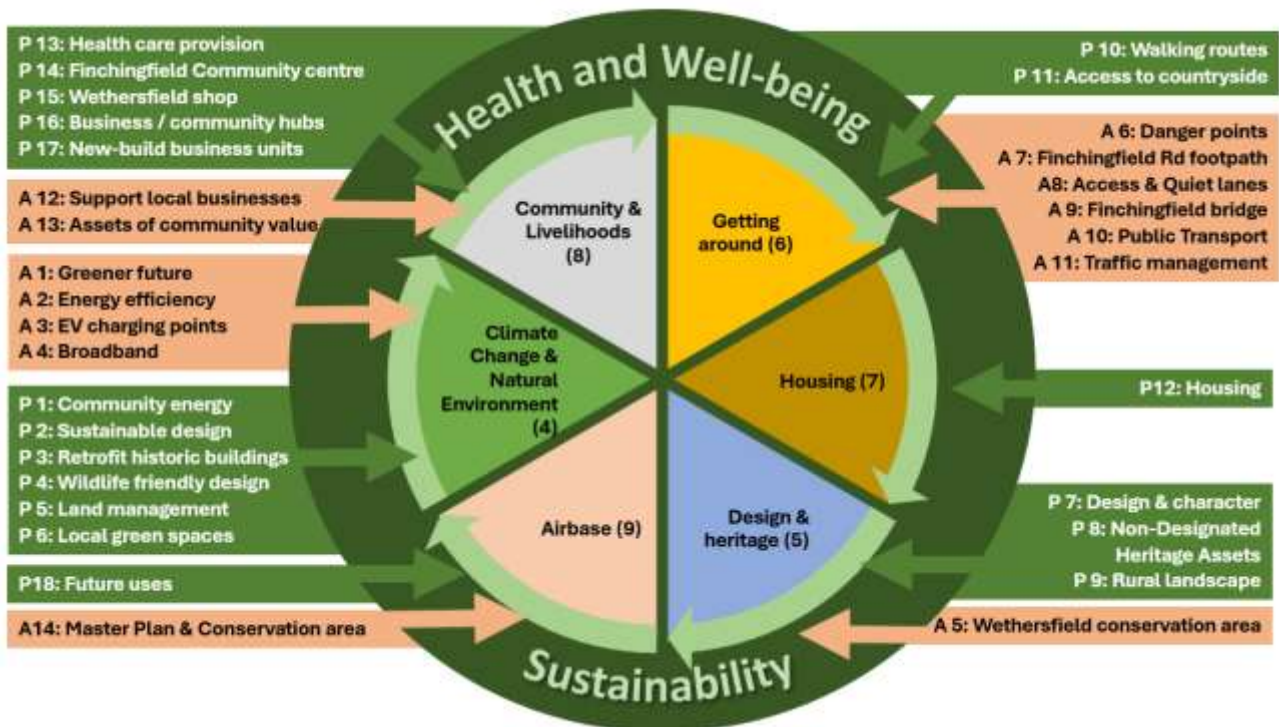 Health and Well-being
P 13: Health care provision
P 14: Finchingfield Community centre
P 15: Wethersfield shop
P 16: Business / community hubs
P 17: New-build business units
A 12: Support local businesses
A 13: Assets of community value
A 1: Greener future
A 2: Energy efficiency
A 3: EV charging points
A 4: Broadband
P 1: Community energy
P 2: Sustainable design
P 3: Retrofit historic buildings
P 4: Wildlife friendly design
P 5: Land management
P 6: Local green spaces
P18: Future uses
A14: Master Plan & Conservation area
Community &
Livelihoods
(8)
Getting
around (6)
Climate
Change &
Natural
Environment
(4)
Housing (7)
Airbase (9)
Design &
heritage (5)
P 10: Walking routes
P 11: Access to countryside
A 6: Danger points
A 7: Finchingfield Rd footpath
A8: Access & Quiet lanes
A 9: Finchingfield bridge
A 10: Public Transport
A 11: Traffic management
P12: Housing
P 7: Design & character
P 8: Non-Designated
Heritage Assets
P 9: Rural landscape
A 5: Wethersfield conservation area
Sustainability